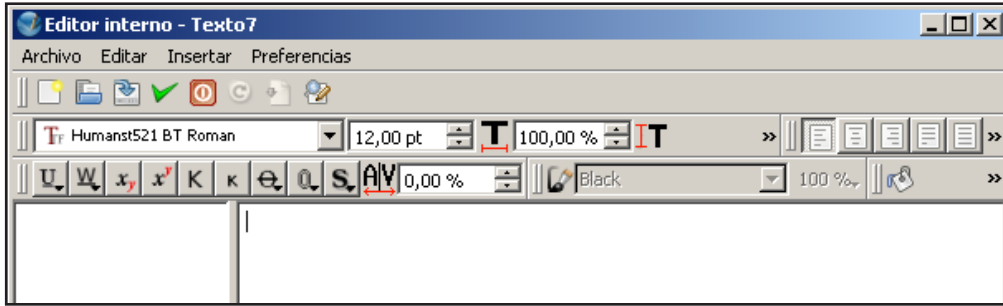 Editor interno - Texto7
Archivo Editar Insertar Preferencias
Humanst521 BT Roman 12,00 pt T 100,00 % T »  »
U W x y x y K K O O S A|V 0,00 % Black 100 % »